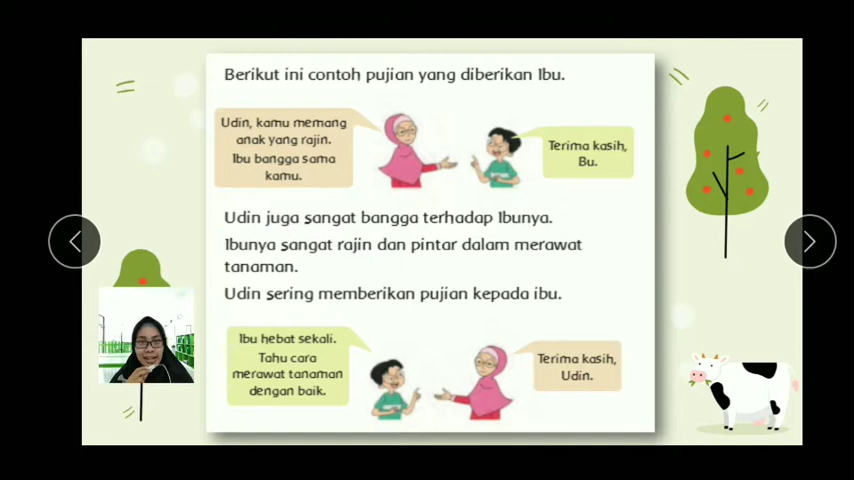 Berikut ini contoh pujian yang diberikan Ibu.
Udin, kamu memang
anak yang rajin.
Ibu bangga sama
kamu.
Terima kasih,
Bu.
Udin juga sangat bangga terhadap Ibunya.
Ibunya sangat rajin dan pintar dalam merawat
tanaman.
Udin sering memberikan pujian kepada ibu.
Ibu hebat sekali.
Tahu cara
merawat tanaman
dengan baik.
Terima kasih,
Udin.